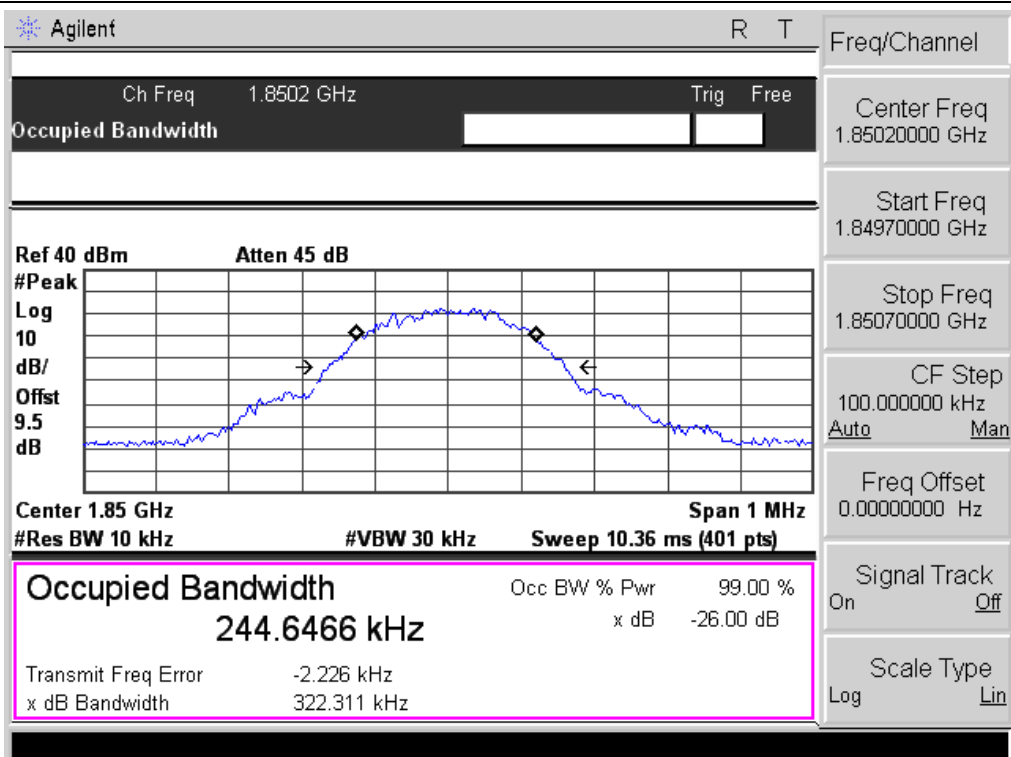 Agilent R T
Ch Freq 1.8502 GHz Trig Free
Occupied Bandwidth
Ref 40 dBm Atten 45 dB
#Peak
Log
10
dB/
Offst
9.5
dB
Center 1.85 GHz Span 1 MHz
#Res BW 10 kHz #VBW 30 kHz Sweep 10.36 ms (401 pts)
Occupied Bandwidth
244.6466 kHz
Occ BW % Pwr 99.00 %
x dB -26.00 dB
Transmit Freq Error -2.226 kHz
x dB Bandwidth 322.311 kHz
Freq/Channel
Center Freq
1.85020000 GHz
Start Freq
1.84970000 GHz
Stop Freq
1.85070000 GHz
CF Step
100.000000 kHz
Auto Man
Freq Offset
0.00000000 Hz
Signal Track
On Off
Scale Type
Log Lin